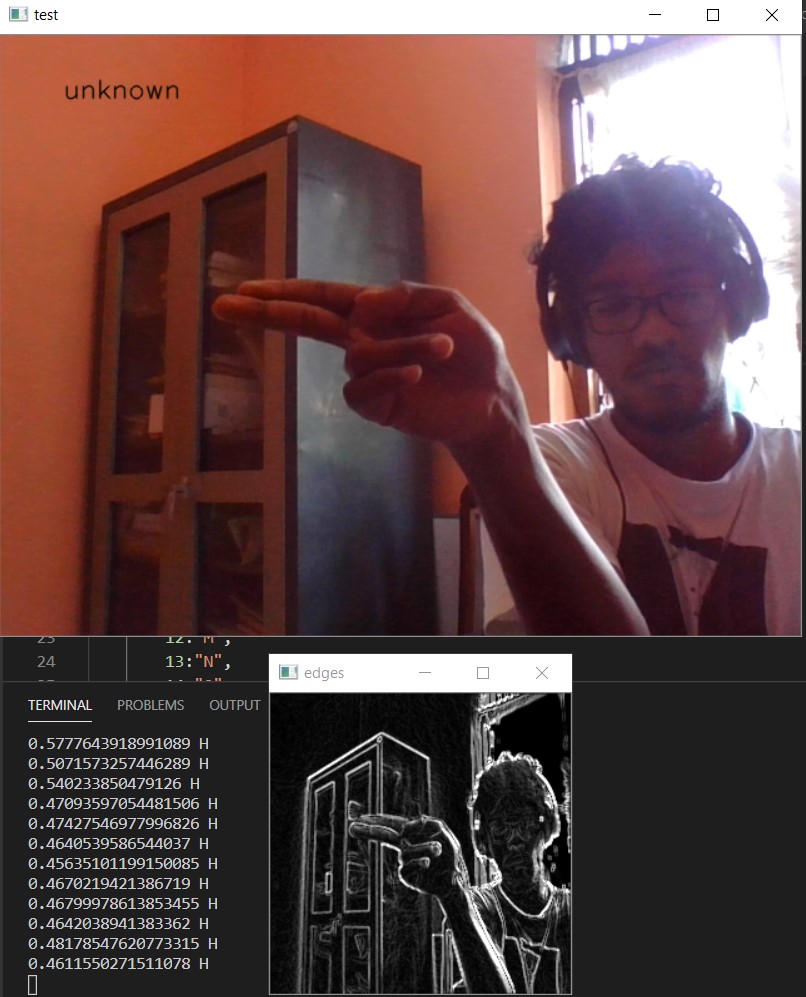 test
unknown
23 12:"M",
24 13:"N",
edges
TERMINAL PROBLEMS OUTPUT
0.5777643918991089 H
0.5071573257446289 H
0.540233850479126 H
0.47093597054481506 H
0.47427546977996826 H
0.4640539586544037 H
0.45635101199150085 H
0.4670219421386719 H
0.46799978613853455 H
0.4642038941383362 H
0.48178547620773315 H
0.4611550271511078 H